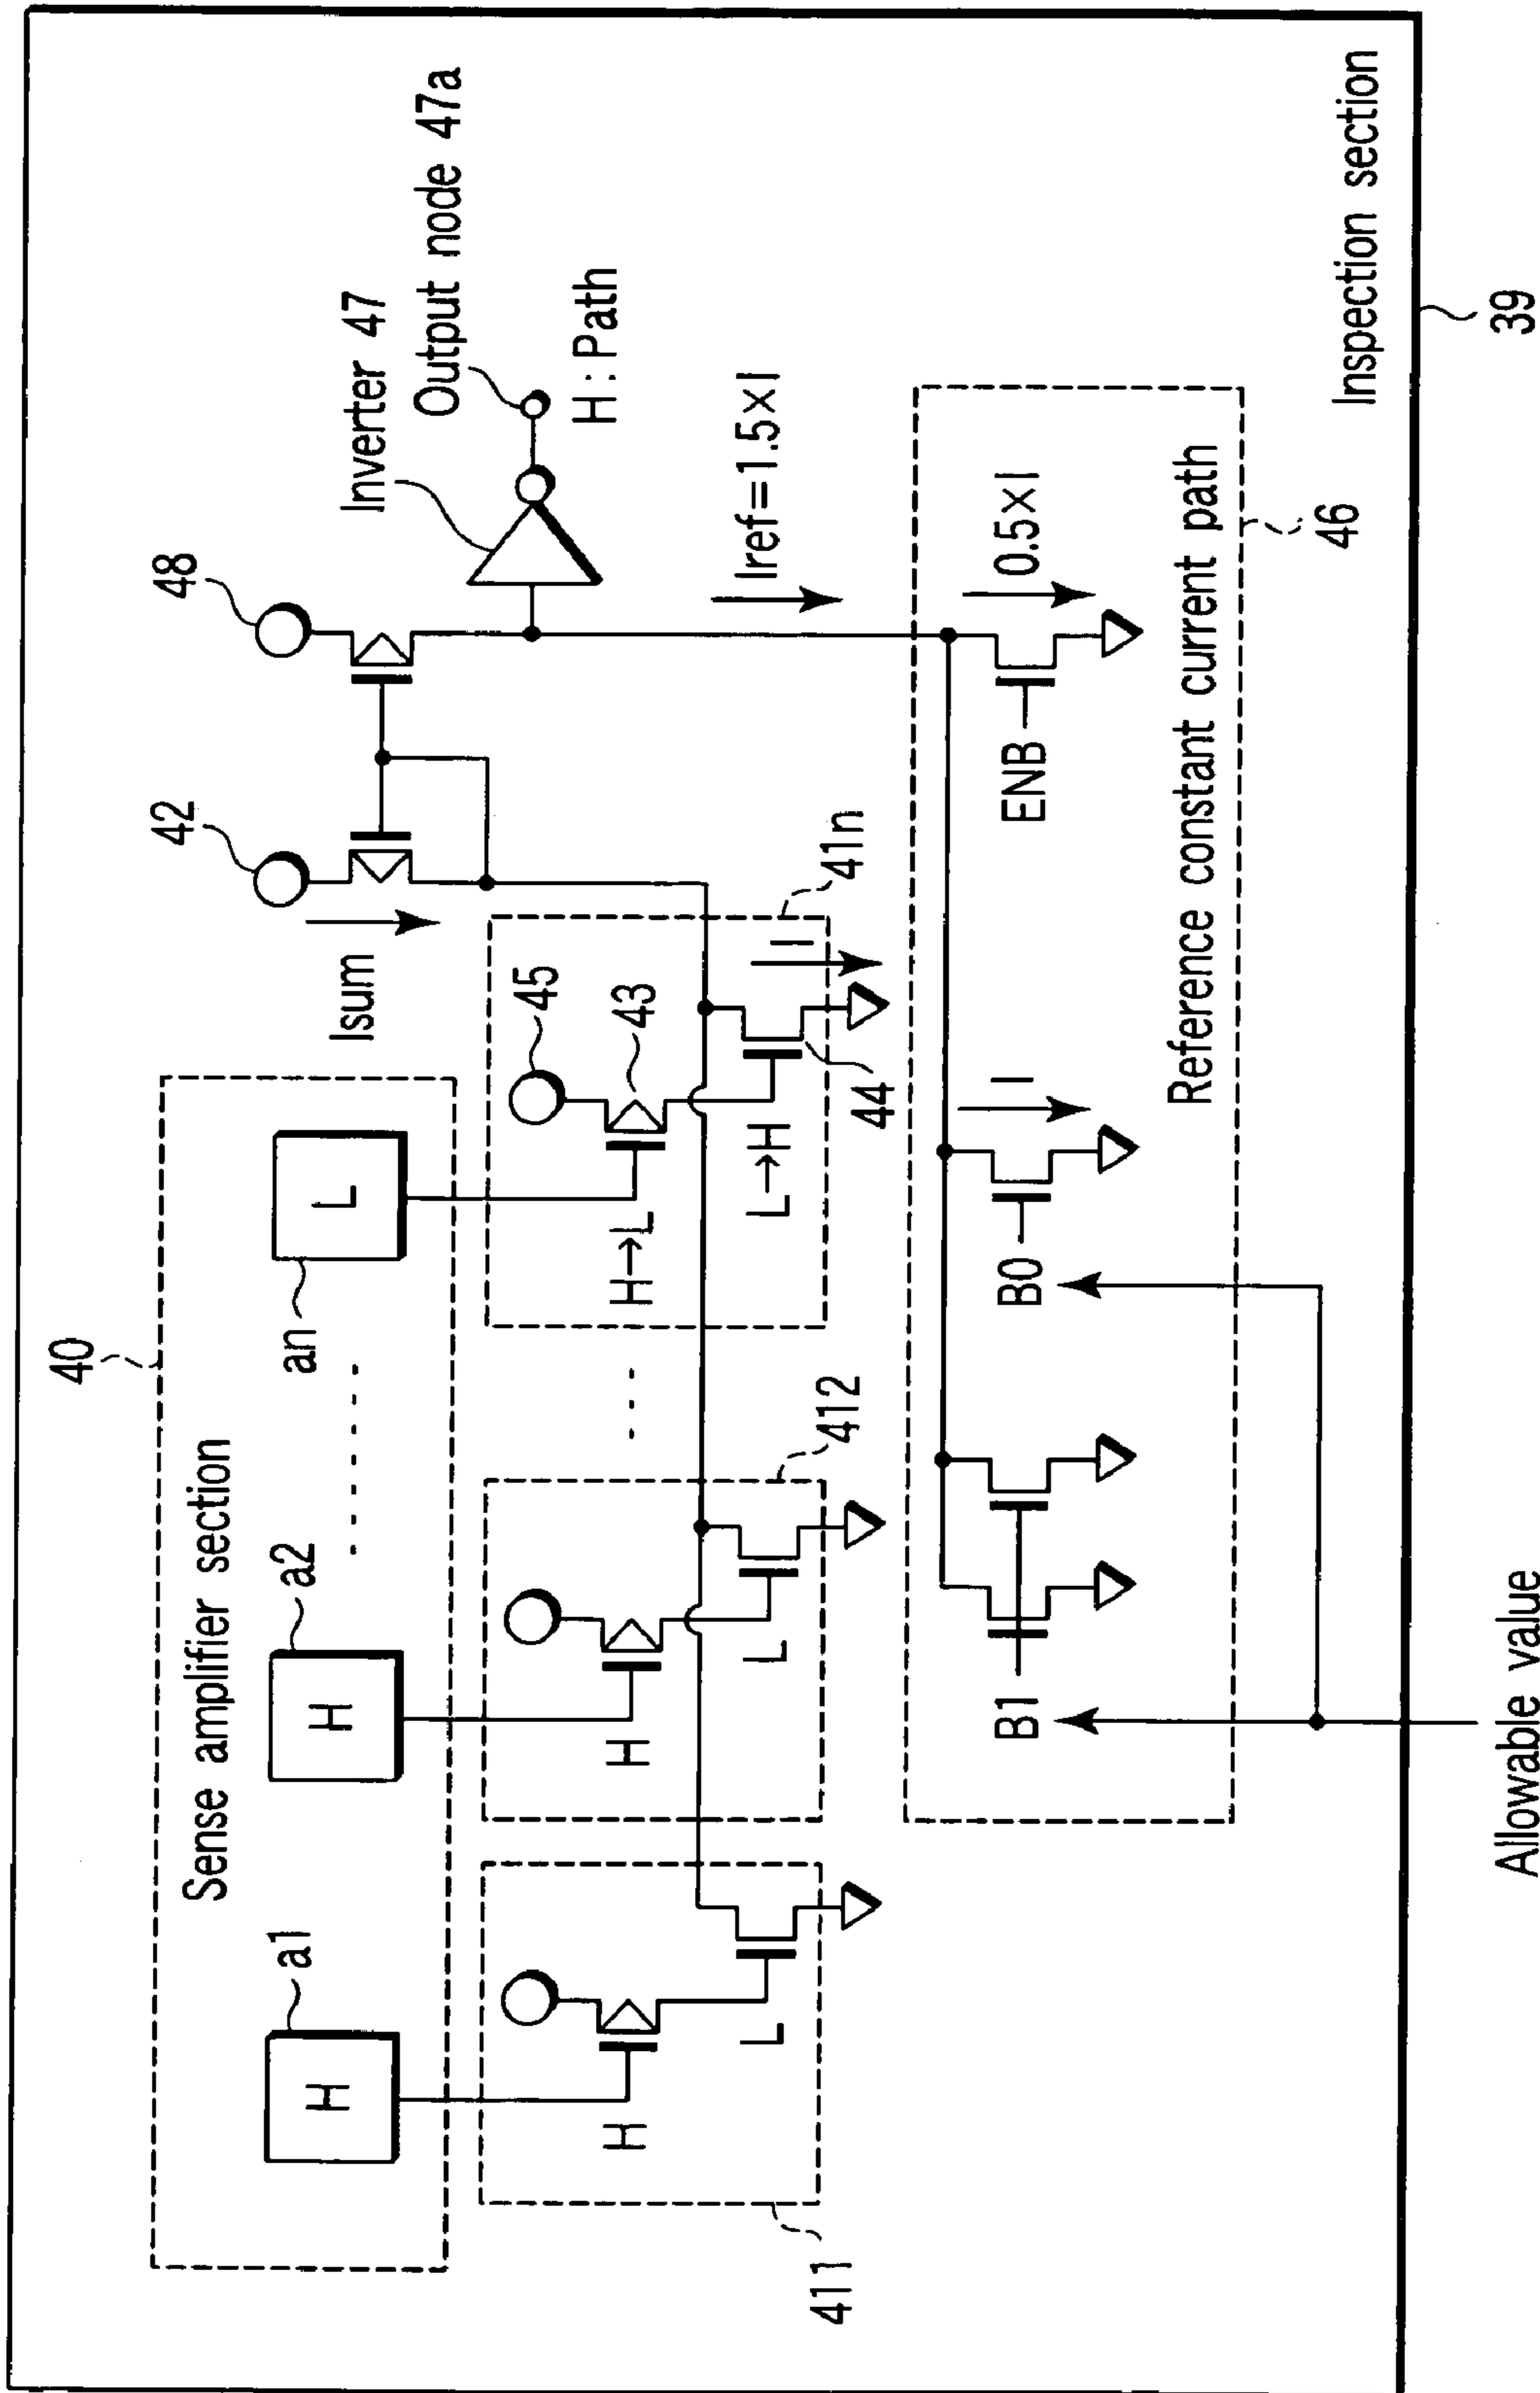 40
Sense amplifier section
a1
a2
an
H
H
L
Isum
42
48
Inverter 47
Output node 47a
H : Path
Iref=1.5×I
411
412
41n
H
H
H→L
L
L
L→H
45
43
44
I
B1
B0
ENB
I
0.5×I
Reference constant current path
46
Inspection section
39
Allowable value